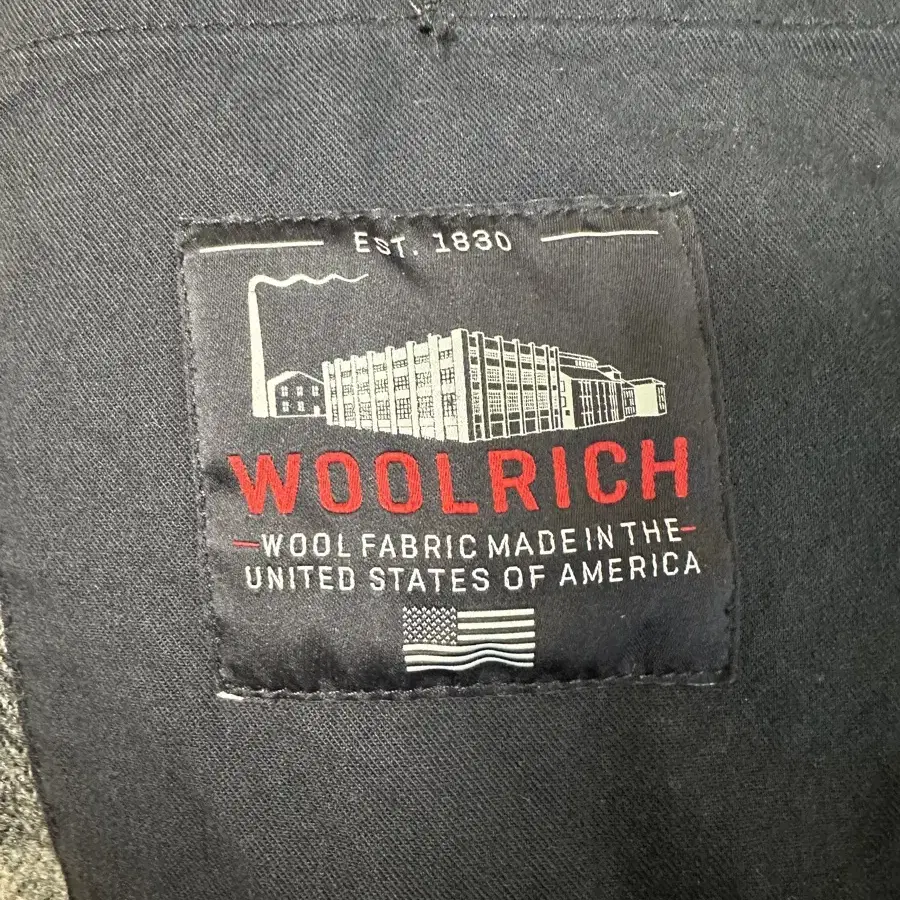 EST. 1830
WOOLRICH
WOOL FABRIC MADE IN THE
UNITED STATES OF AMERICA